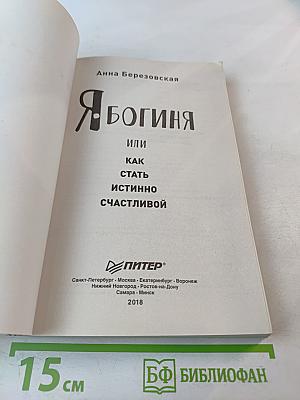 Анна Березовская
Я·БОГИНЯ
ИЛИ
КАК
СТАТЬ
ИСТИННО
СЧАСТЛИВОЙ
ПИТЕР
Санкт-Петербург · Москва · Екатеринбург · Воронеж
Нижний Новгород · Ростов-на-Дону
Самара · Минск
2018
15 см
БФ БИБЛИОФАН